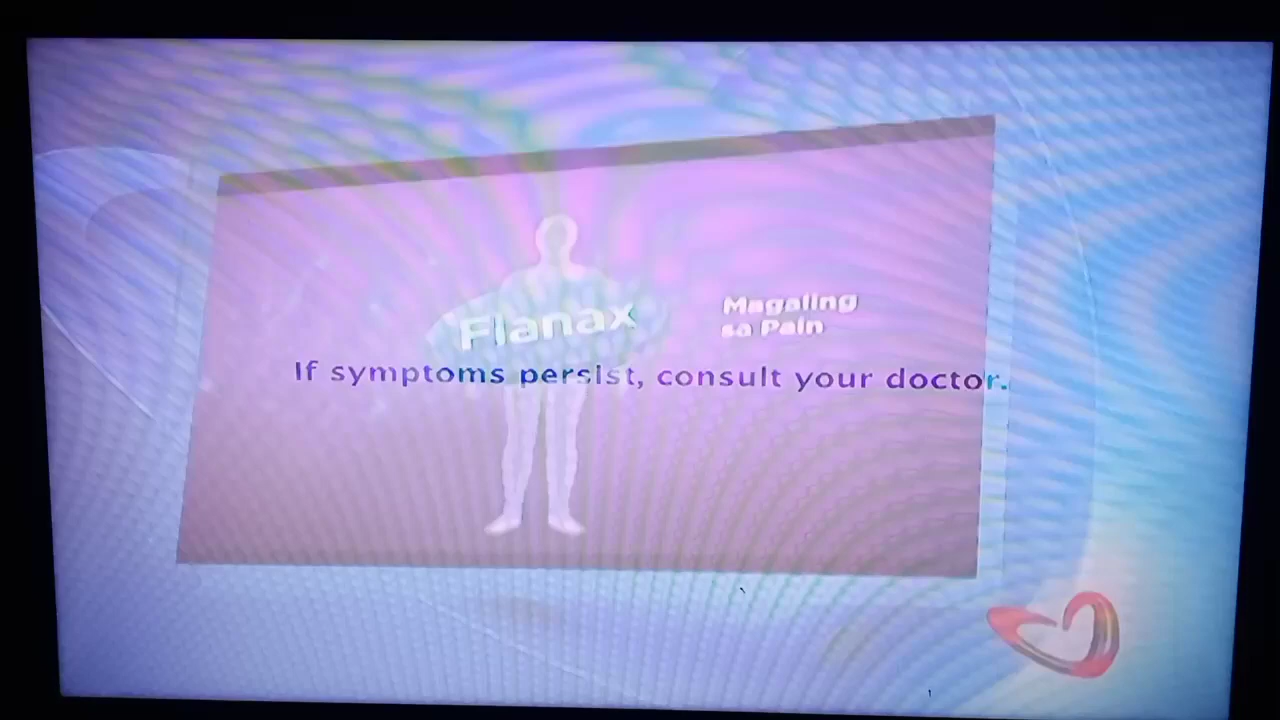 Flanax
Magaling
sa Pain
If symptoms persist, consult your doctor.